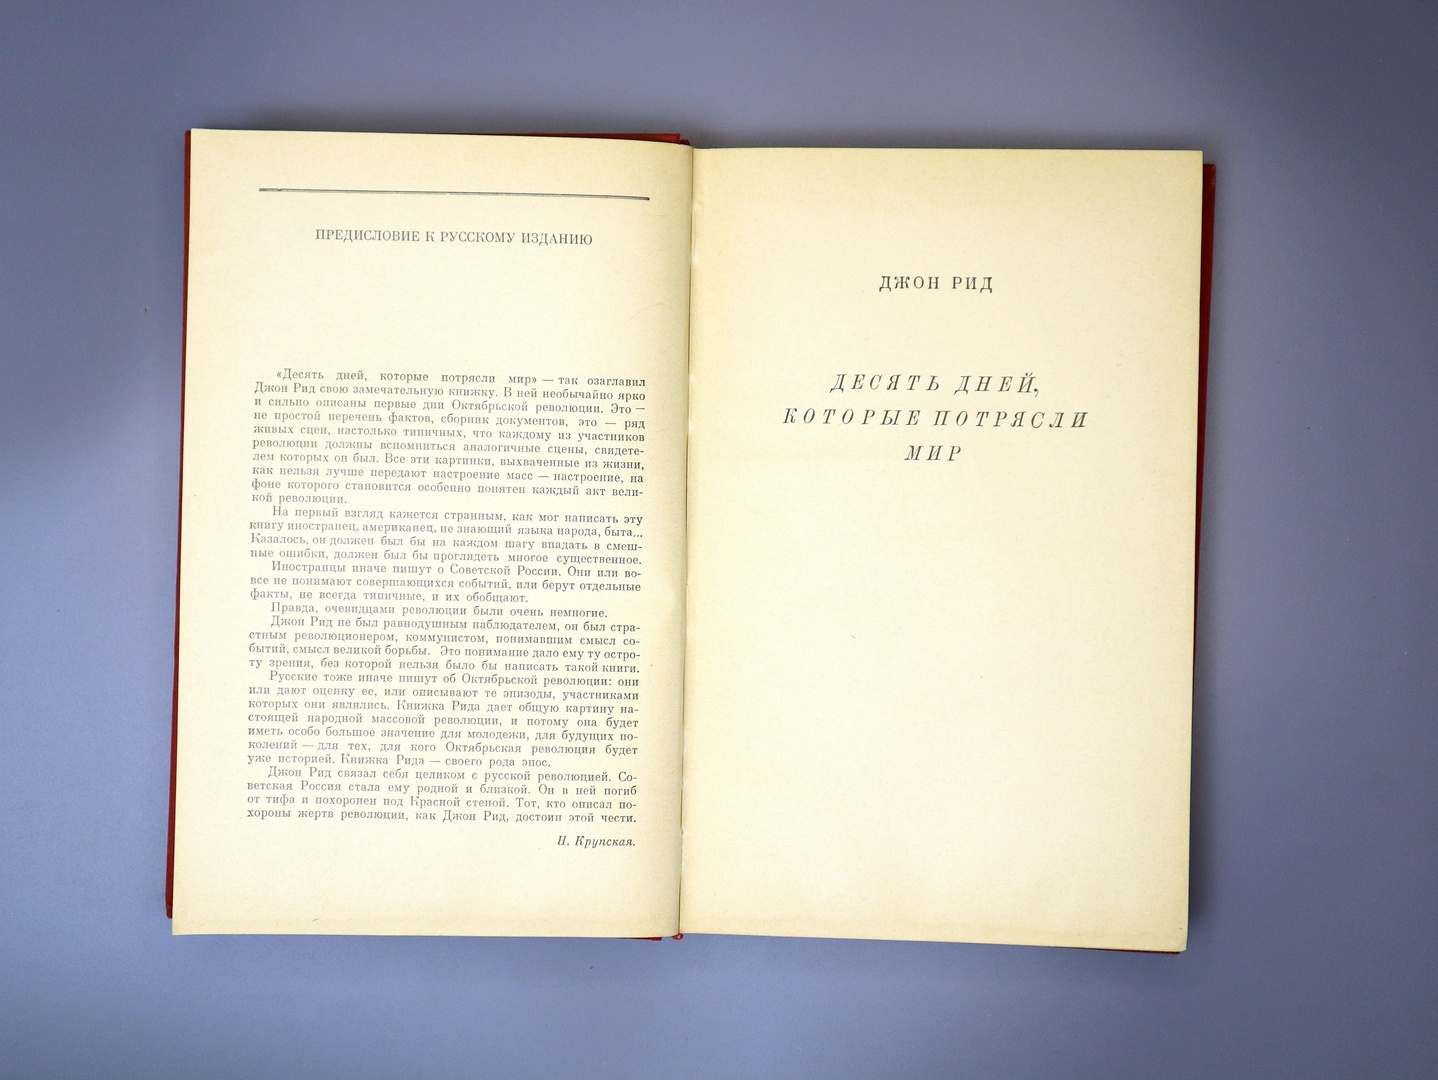 ПРЕДИСЛОВИЕ К РУССКОМУ ИЗДАНИЮ
«Десять дней, которые потрясли мир» — так озаглавил
Джон Рид свою замечательную книжку. В ней необычайно ярко
и сильно описаны первые дни Октябрьской революции. Это —
не простой перечень фактов, сборник документов, это — ряд
живых сцен, настолько типичных, что каждому из участников
революции должны вспомниться аналогичные сцены, свидете-
лем которых он был. Все эти картинки, выхваченные из жизни,
как нельзя лучше передают настроение масс — настроение, на
фоне которого становится особенно понятен каждый акт вели-
кой революции.
На первый взгляд кажется странным, как мог написать эту
книгу иностранец, американец, не знающий языка народа, быта...
Казалось, он должен был бы на каждом шагу впадать в смеш-
ные ошибки, должен был бы проглядеть многое существенное.
Иностранцы иначе пишут о Советской России. Они или во-
все не понимают совершающихся событий, или берут отдельные
факты, не всегда типичные, и их обобщают.
Правда, очевидцами революции были очень немногие.
Джон Рид не был равнодушным наблюдателем, он был стра-
стным революционером, коммунистом, понимавшим смысл со-
бытий, смысл великой борьбы. Это понимание дало ему ту остро-
ту зрения, без которой нельзя было бы написать такой книги.
Русские тоже иначе пишут об Октябрьской революции: они
или дают оценку ее, или описывают те эпизоды, участниками
которых они являлись. Книжка Рида дает общую картину на-
стоящей народной массовой революции, и потому она будет
иметь особо большое значение для молодежи, для будущих по-
колений — для тех, для кого Октябрьская революция будет
уже историей. Книжка Рида — своего рода эпос.
Джон Рид связал себя целиком с русской революцией. Со-
ветская Россия стала ему родной и близкой. Он в ней погиб
от тифа и похоронен под Красной стеной. Тот, кто описал по-
хороны жертв революции, как Джон Рид, достоин этой чести.
Н. Крупская.
ДЖОН РИД
ДЕСЯТЬ ДНЕЙ,
КОТОРЫЕ ПОТРЯСЛИ
МИР